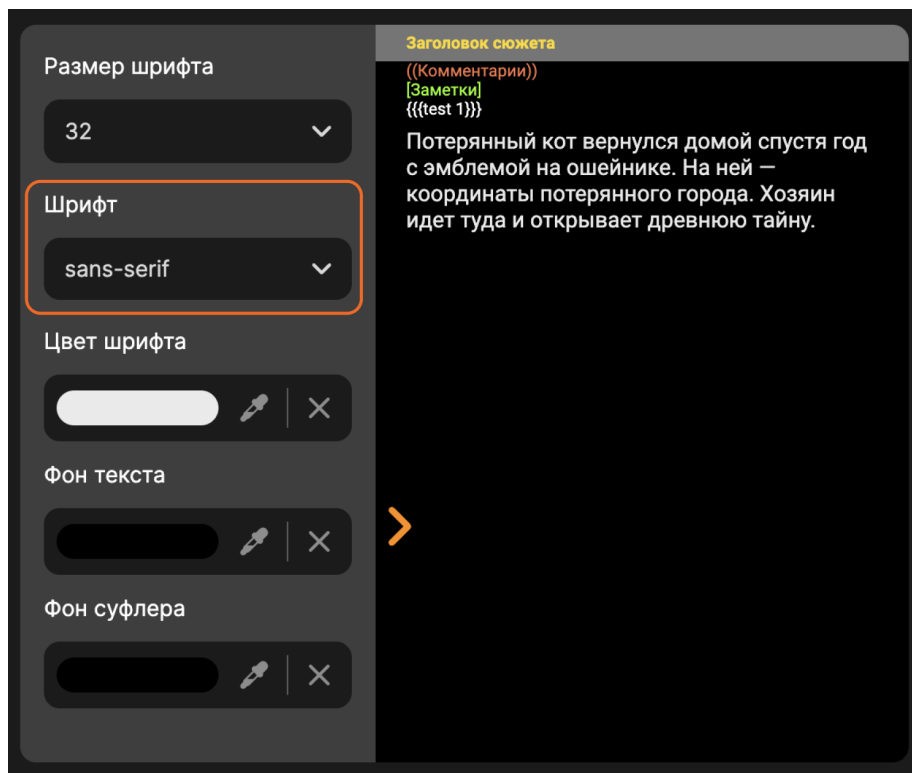 Размер шрифта
32
Шрифт
sans-serif
Цвет шрифта
Фон текста
Фон суфлера
Заголовок сюжета
((Комментарии))
[Заметки]
{{{test 1}}}
Потерянный кот вернулся домой спустя год
с эмблемой на ошейнике. На ней —
координаты потерянного города. Хозяин
идет туда и открывает древнюю тайну.